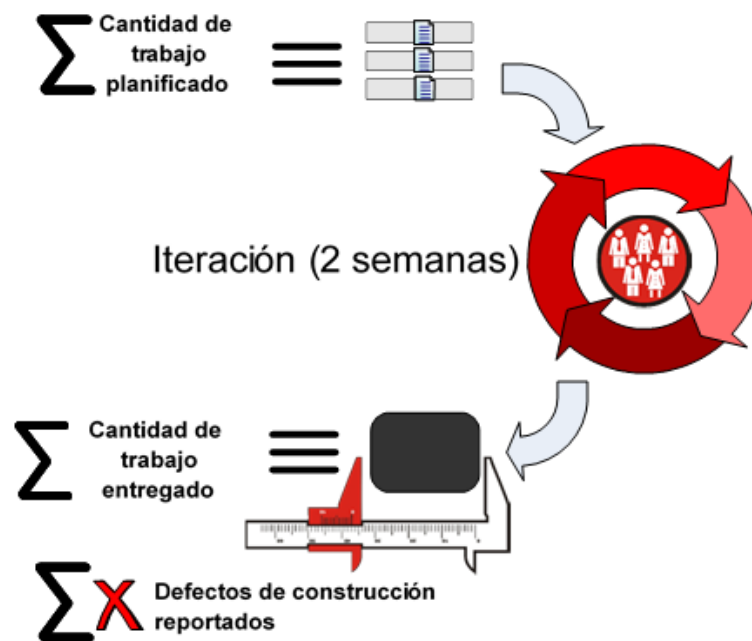 ∑ Cantidad de
trabajo
planificado
Iteración (2 semanas)
∑ Cantidad de
trabajo
entregado
∑ X Defectos de construcción
reportados